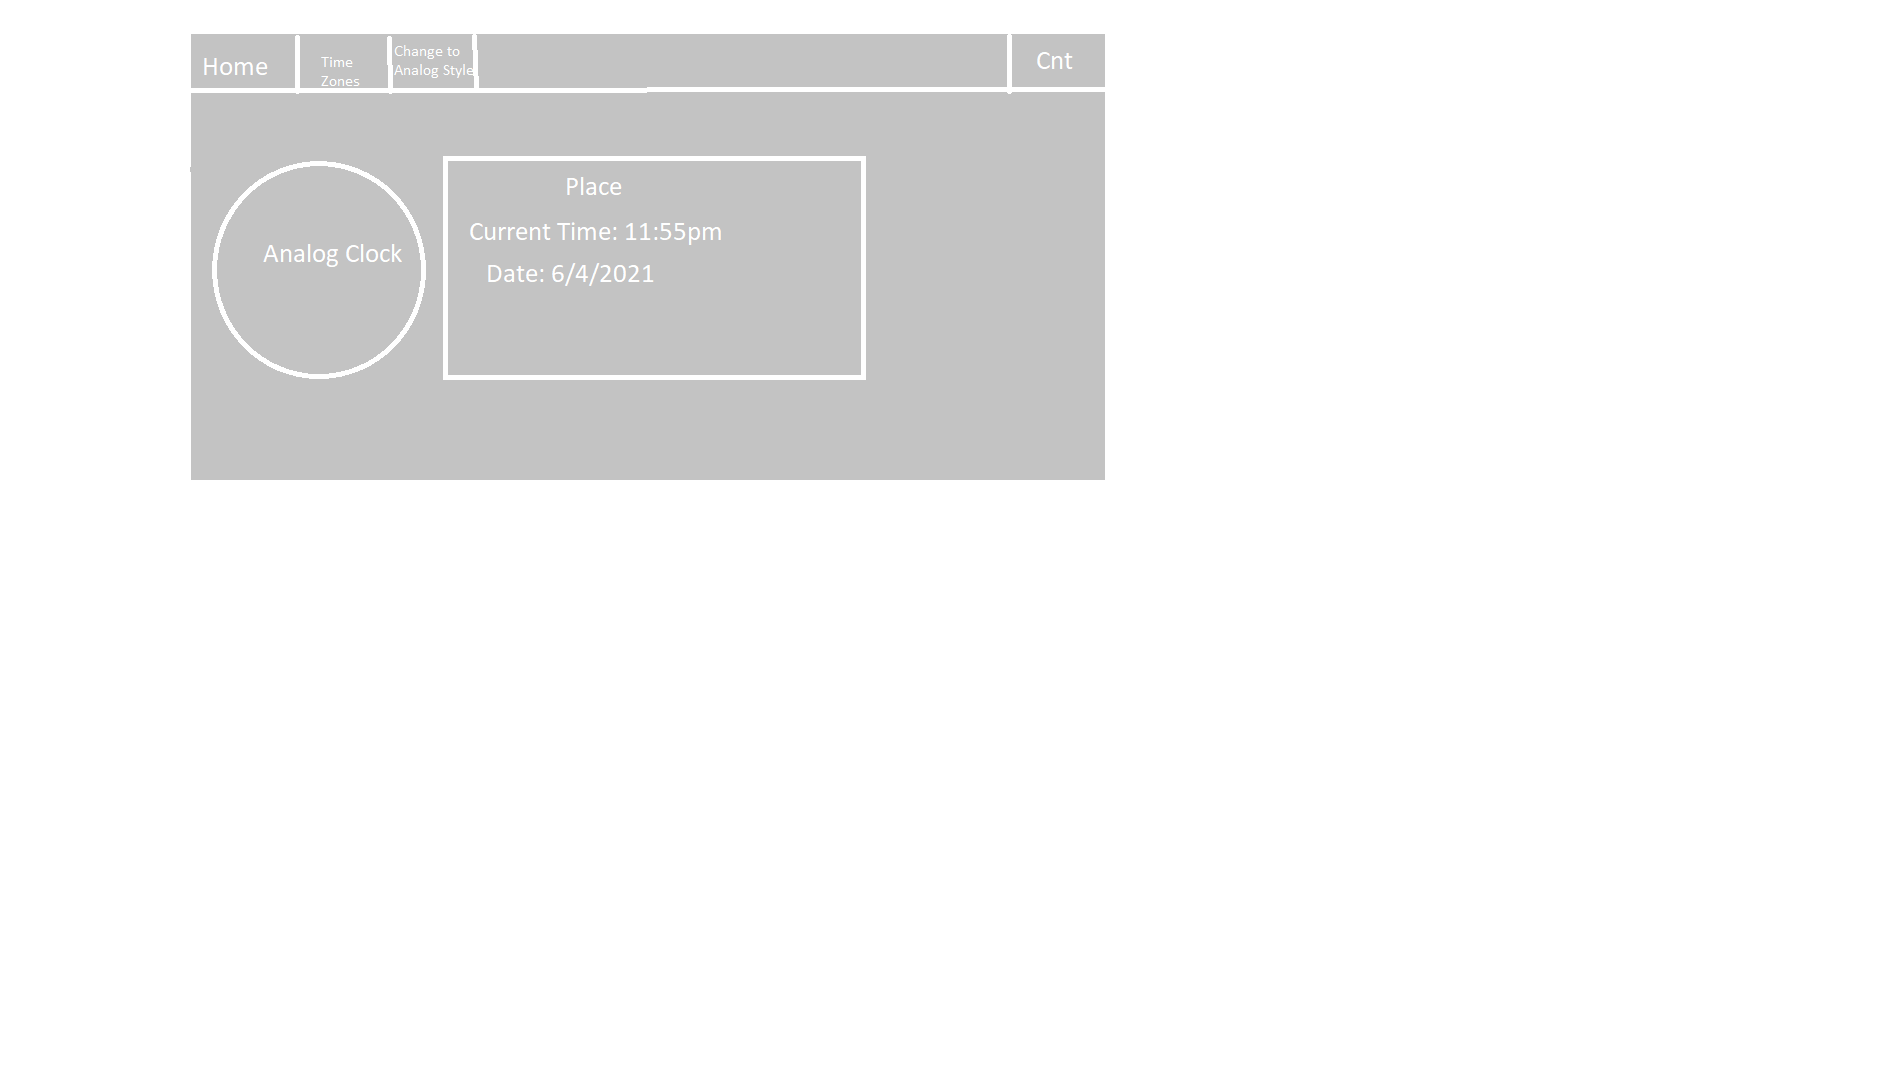 Home
Time
Zones
Change to
Analog Style
Cnt
Analog Clock
Place
Current Time: 11:55pm
Date: 6/4/2021